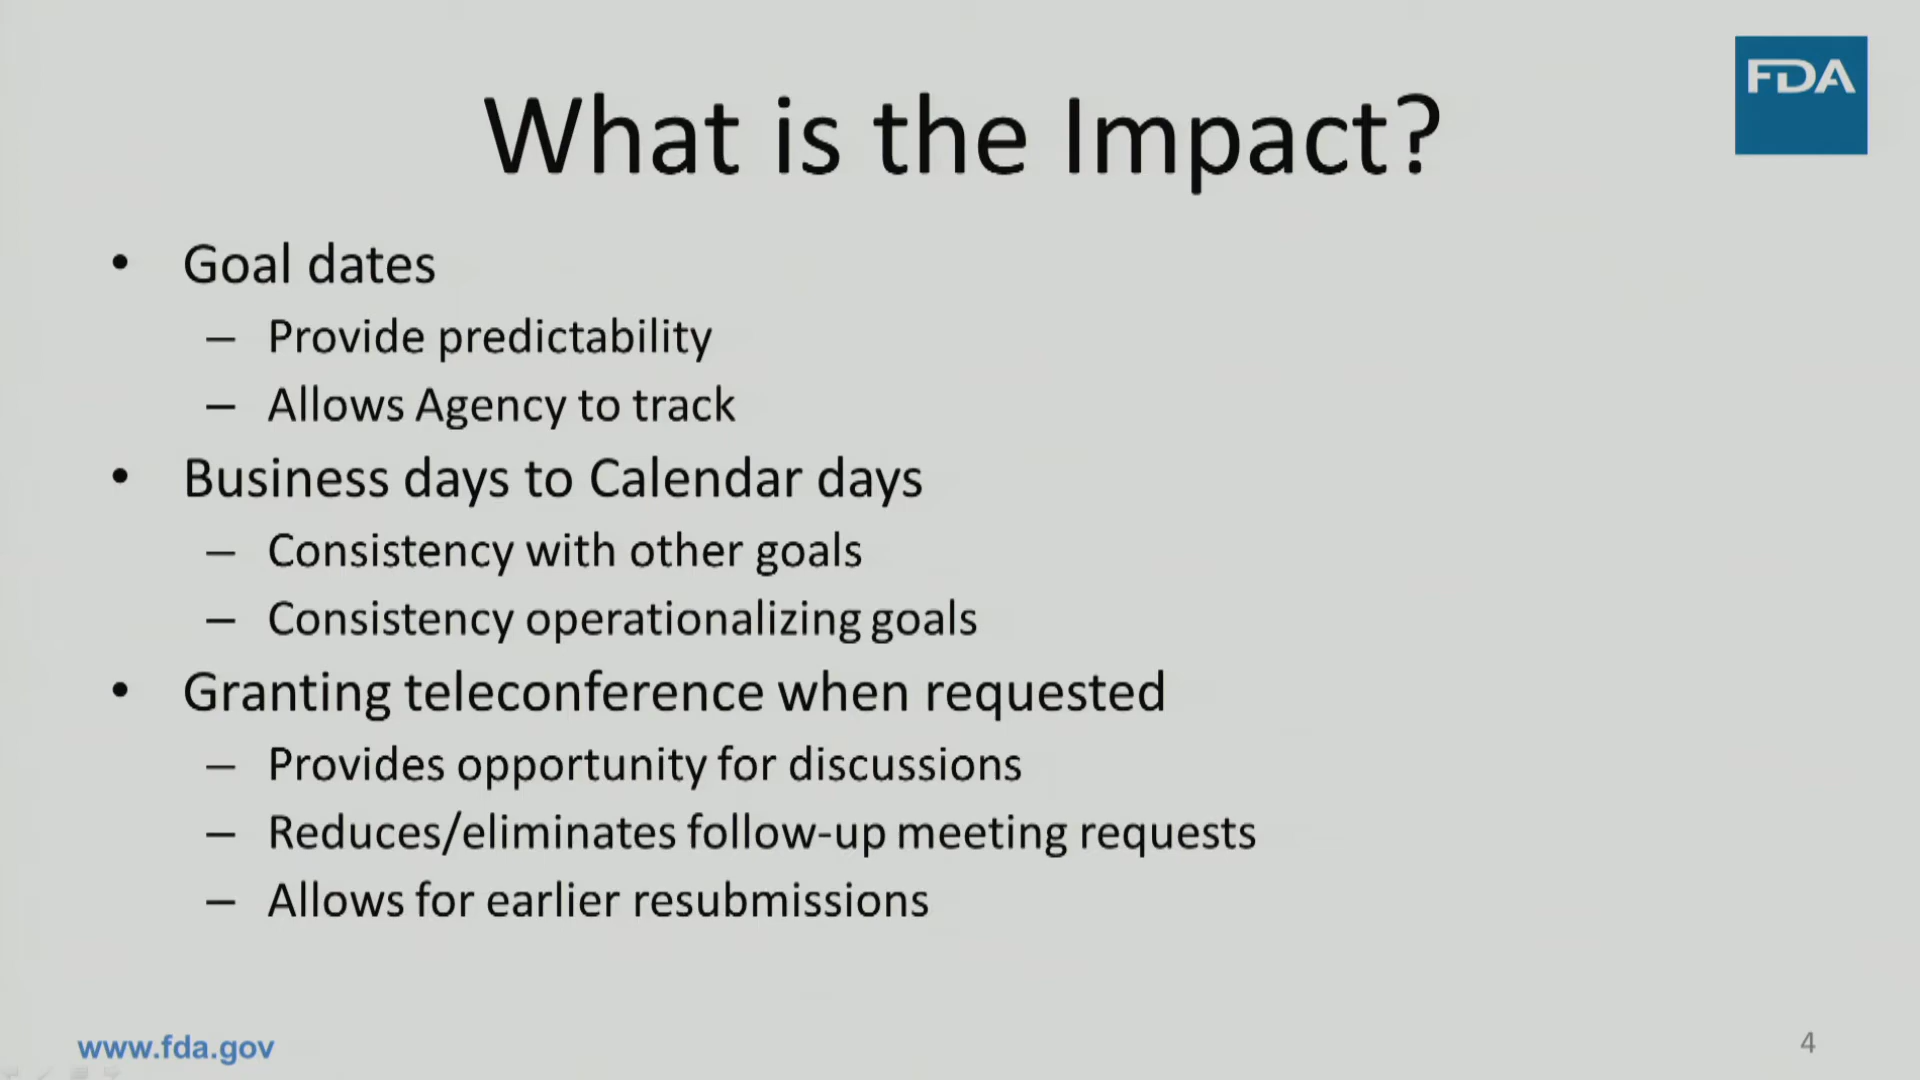 FDA
What is the Impact?
• Goal dates
– Provide predictability
– Allows Agency to track
• Business days to Calendar days
– Consistency with other goals
– Consistency operationalizing goals
• Granting teleconference when requested
– Provides opportunity for discussions
– Reduces/eliminates follow-up meeting requests
– Allows for earlier resubmissions
www.fda.gov
4